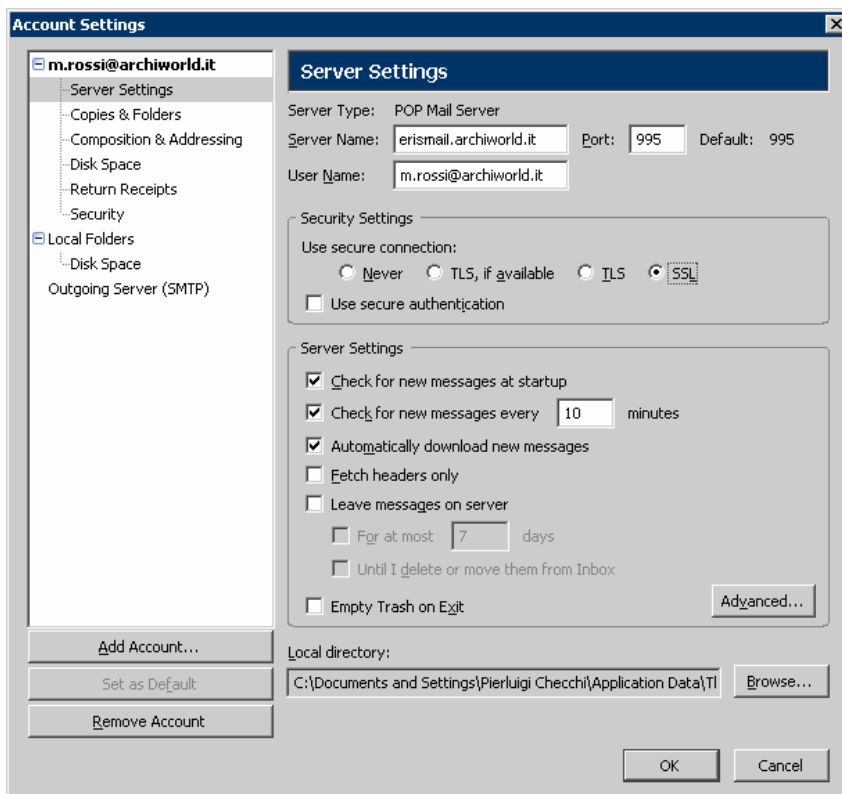 Account Settings
m.rossi@archiworld.it
Server Settings
Copies & Folders
Composition & Addressing
Disk Space
Return Receipts
Security
Local Folders
Disk Space
Outgoing Server (SMTP)
Add Account...
Set as Default
Remove Account
Server Settings
Server Type: POP Mail Server
Server Name: erismail.archiworld.it Port: 995 Default: 995
User Name: m.rossi@archiworld.it
Security Settings
Use secure connection:
Never TLS, if available TLS SSL
Use secure authentication
Server Settings
Check for new messages at startup
Check for new messages every 10 minutes
Automatically download new messages
Fetch headers only
Leave messages on server
For at most 7 days
Until I delete or move them from Inbox
Empty Trash on Exit
Advanced...
Local directory:
C:\Documents and Settings\Pierluigi Checchi\Application Data\Tl Browse...
OK Cancel